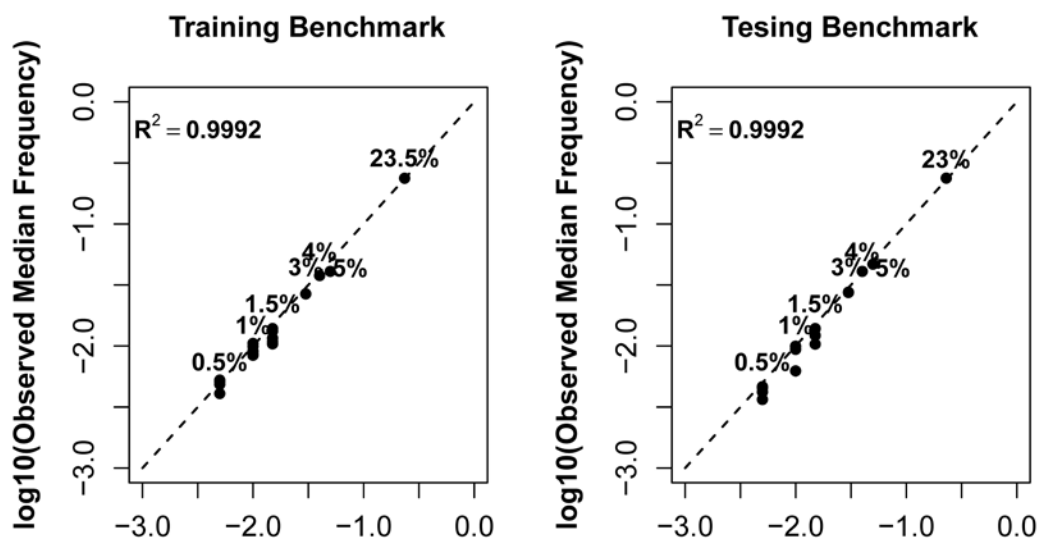 Training Benchmark
log10(Observed Median Frequency)
0.0
−1.0
−2.0
−3.0
R² = 0.9992
23.5%
4%
3%
5%
1.5%
1%
0.5%
−3.0 −2.0 −1.0 0.0
Tesing Benchmark
log10(Observed Median Frequency)
0.0
−1.0
−2.0
−3.0
R² = 0.9992
23%
4%
3%
5%
1.5%
1%
0.5%
−3.0 −2.0 −1.0 0.0